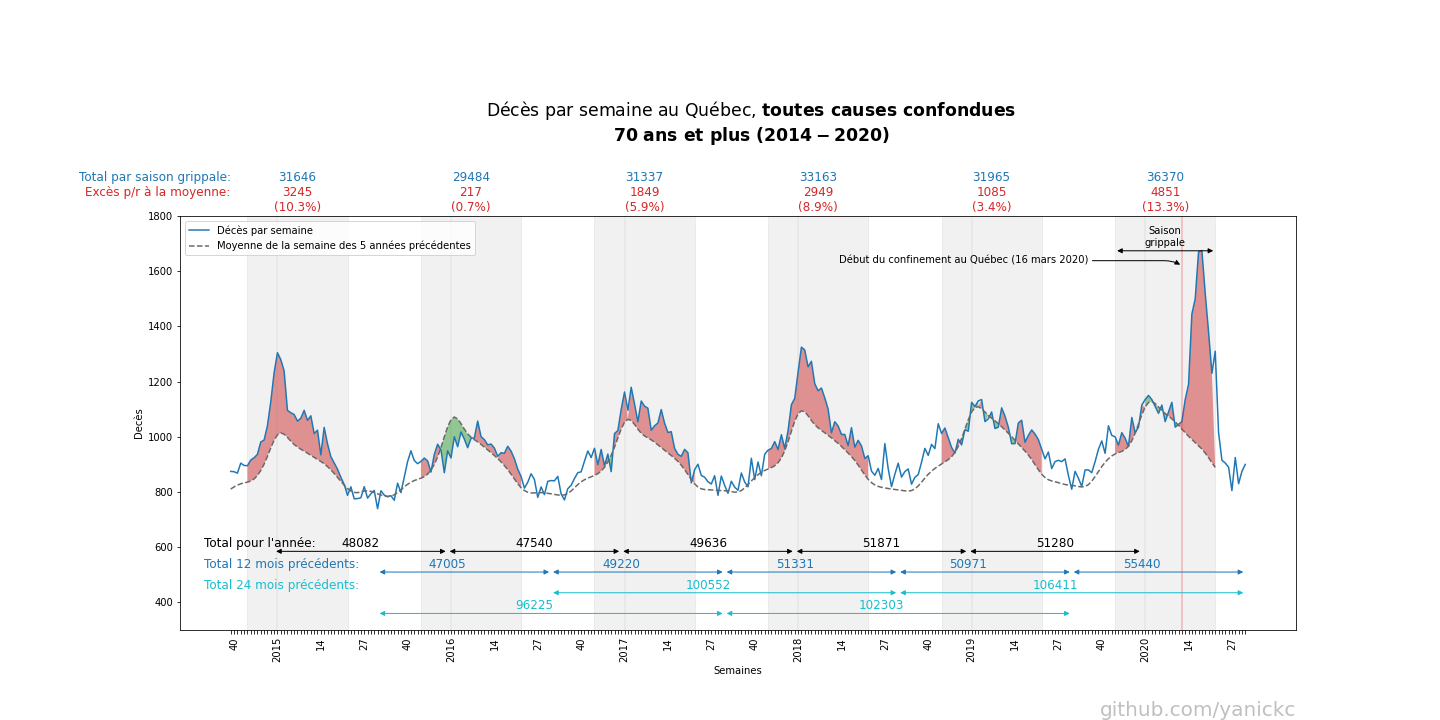 Décès par semaine au Québec, toutes causes confondues
70 ans et plus (2014 – 2020)
Total par saison grippale: 31646 29484 31337 33163 31965 36370
Excès p/r à la moyenne: 3245 217 1849 2949 1085 4851
(10.3%) (0.7%) (5.9%) (8.9%) (3.4%) (13.3%)
1800
Décès par semaine
Moyenne de la semaine des 5 années précédentes
Saison
grippale
Début du confinement au Québec (16 mars 2020)
1600
1400
1200
1000
800
600
400
Decès
Total pour l'année: 48082 47540 49636 51871 51280
Total 12 mois précédents: 47005 49220 51331 50971 55440
Total 24 mois précédents: 100552 106411
96225 102303
40 2015 14 27 40 2016 14 27 40 2017 14 27 40 2018 14 27 40 2019 14 27 40 2020 14 27
Semaines
github.com/yanickc